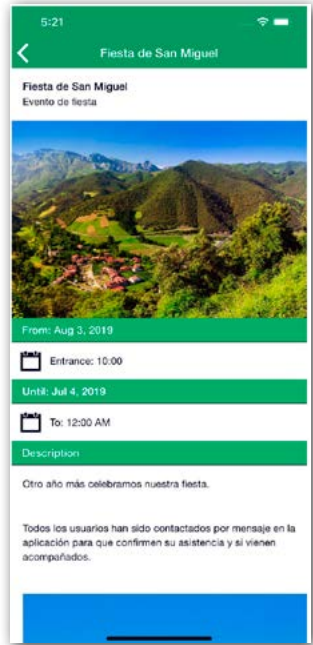 5:21
Fiesta de San Miguel
Fiesta de San Miguel
Evento de fiesta
From: Aug 3, 2019
Entrance: 10:00
Until: Jul 4, 2019
To: 12:00 AM
Description
Otro año más celebramos nuestra fiesta.
Todos los usuarios han sido contactados por mensaje en la
aplicación para que confirmen su asistencia y si vienen
acompañados.